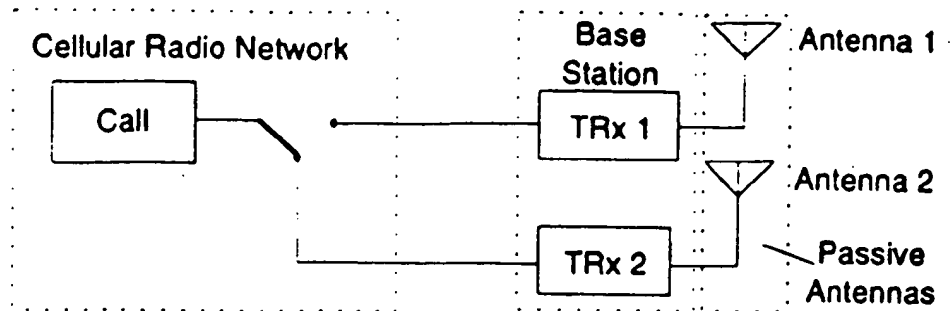 Cellular Radio Network
Base
Station
Antenna 1
Call
TRx 1
Antenna 2
TRx 2
Passive
Antennas